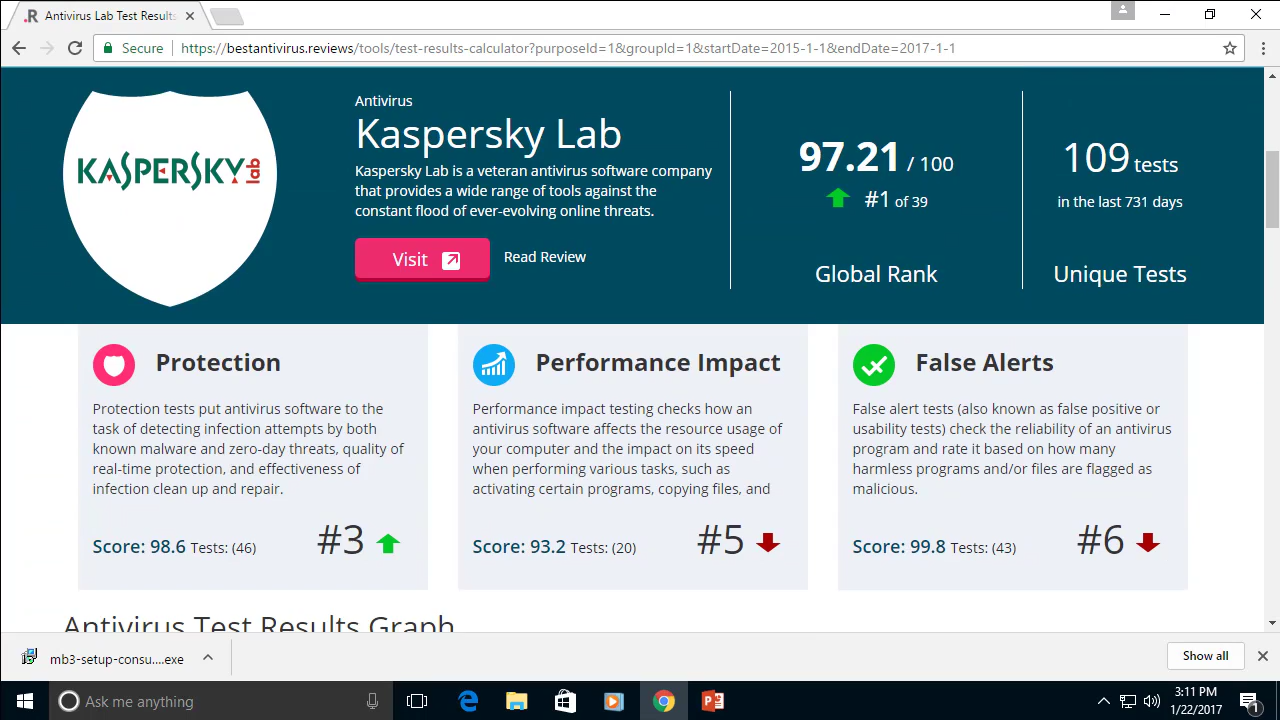 Antivirus Lab Test Results
Secure
https://bestantivirus.reviews/tools/test-results-calculator?purposeId=1&groupId=1&startDate=2015-1-1&endDate=2017-1-1
KASPERSKY lab
Antivirus
Kaspersky Lab
Kaspersky Lab is a veteran antivirus software company
that provides a wide range of tools against the
constant flood of ever-evolving online threats.
Visit
Read Review
97.21 / 100
#1 of 39
Global Rank
109 tests
in the last 731 days
Unique Tests
Protection
Protection tests put antivirus software to the
task of detecting infection attempts by both
known malware and zero-day threats, quality of
real-time protection, and effectiveness of
infection clean up and repair.
Score: 98.6 Tests: (46)
#3
Performance Impact
Performance impact testing checks how an
antivirus software affects the resource usage of
your computer and the impact on its speed
when performing various tasks, such as
activating certain programs, copying files, and
Score: 93.2 Tests: (20)
#5
False Alerts
False alert tests (also known as false positive or
usability tests) check the reliability of an antivirus
program and rate it based on how many
harmless programs and/or files are flagged as
malicious.
Score: 99.8 Tests: (43)
#6
Antivirus Test Results Graph
mb3-setup-consu....exe
Show all
Ask me anything
3:11 PM
1/22/2017
1